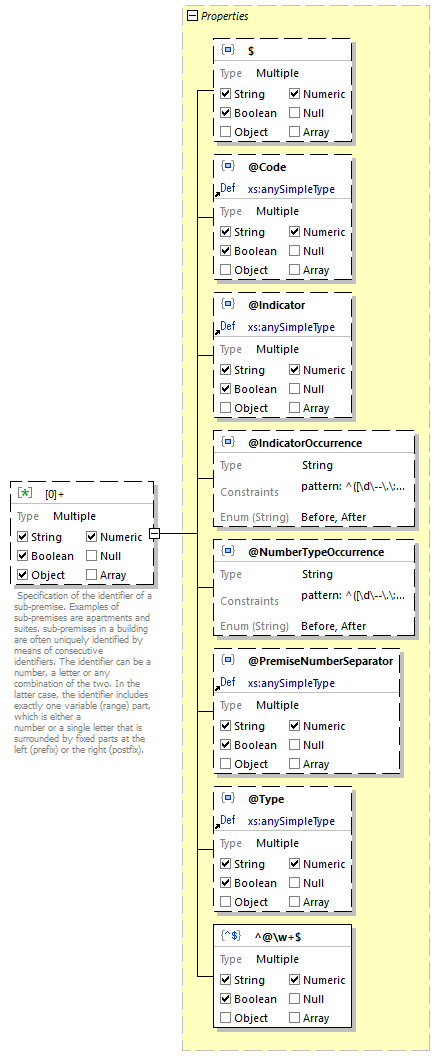 Properties
$
Type Multiple
String Numeric
Boolean Null
Object Array
@Code
Def xs:anySimpleType
Type Multiple
String Numeric
Boolean Null
Object Array
@Indicator
Def xs:anySimpleType
Type Multiple
String Numeric
Boolean Null
Object Array
@IndicatorOccurrence
Type String
Constraints pattern: ^([\d\--\.\:...
Enum (String) Before, After
[0]+
Type Multiple
String Numeric
Boolean Null
Object Array
Specification of the identifier of a
sub-premise. Examples of
sub-premises are apartments and
suites. sub-premises in a building
are often uniquely identified by
means of consecutive
identifiers. The identifier can be a
number, a letter or any
combination of the two. In the
latter case, the identifier includes
exactly one variable (range) part,
which is either a
number or a single letter that is
surrounded by fixed parts at the
left (prefix) or the right (postfix).
@NumberTypeOccurrence
Type String
Constraints pattern: ^([\d\--\.\:...
Enum (String) Before, After
@PremiseNumberSeparator
Def xs:anySimpleType
Type Multiple
String Numeric
Boolean Null
Object Array
@Type
Def xs:anySimpleType
Type Multiple
String Numeric
Boolean Null
Object Array
^$ ^@\w+$
Type Multiple
String Numeric
Boolean Null
Object Array